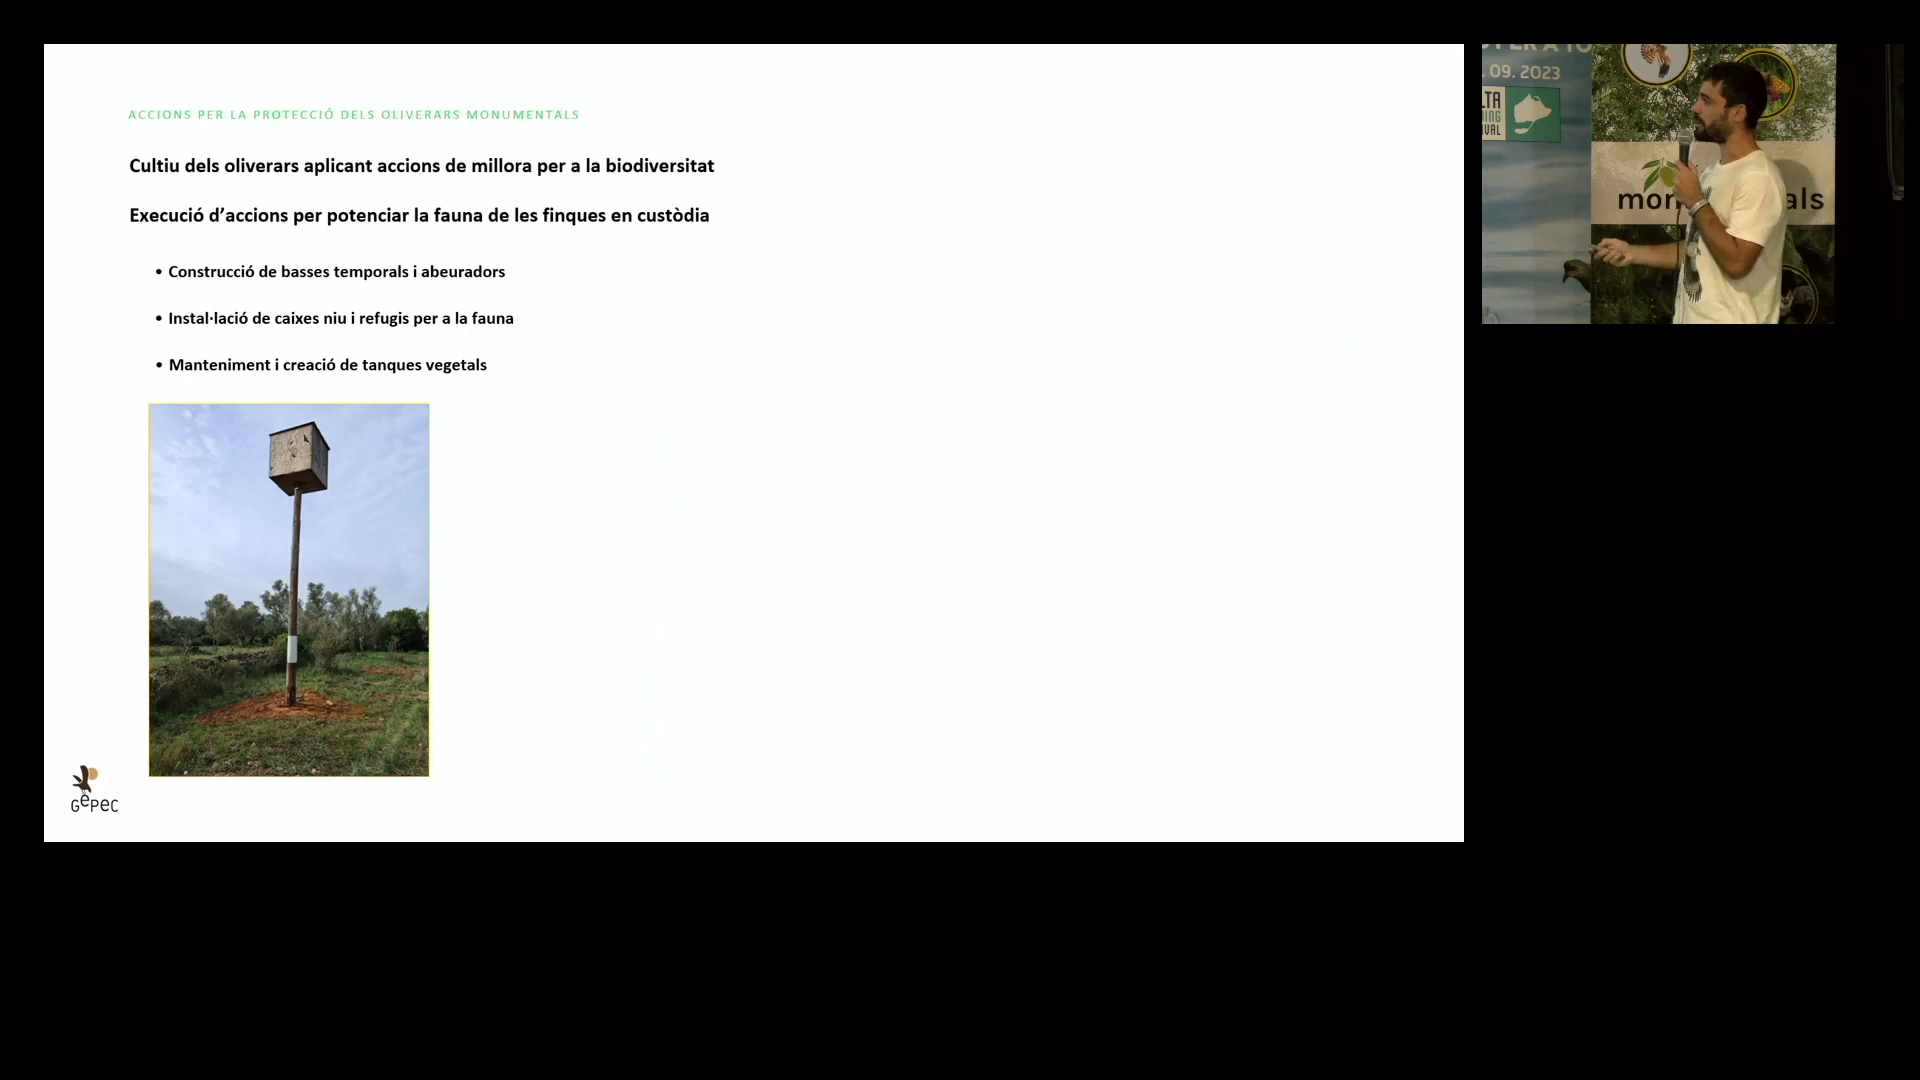 ACCIONS PER LA PROTECCIÓ DELS OLIVERARS MONUMENTALS
Cultiu dels oliverars aplicant accions de millora per a la biodiversitat
Execució d’accions per potenciar la fauna de les finques en custòdia
• Construcció de basses temporals i abeuradors
• Instal·lació de caixes niu i refugis per a la fauna
• Manteniment i creació de tanques vegetals
GePeC
09. 2023